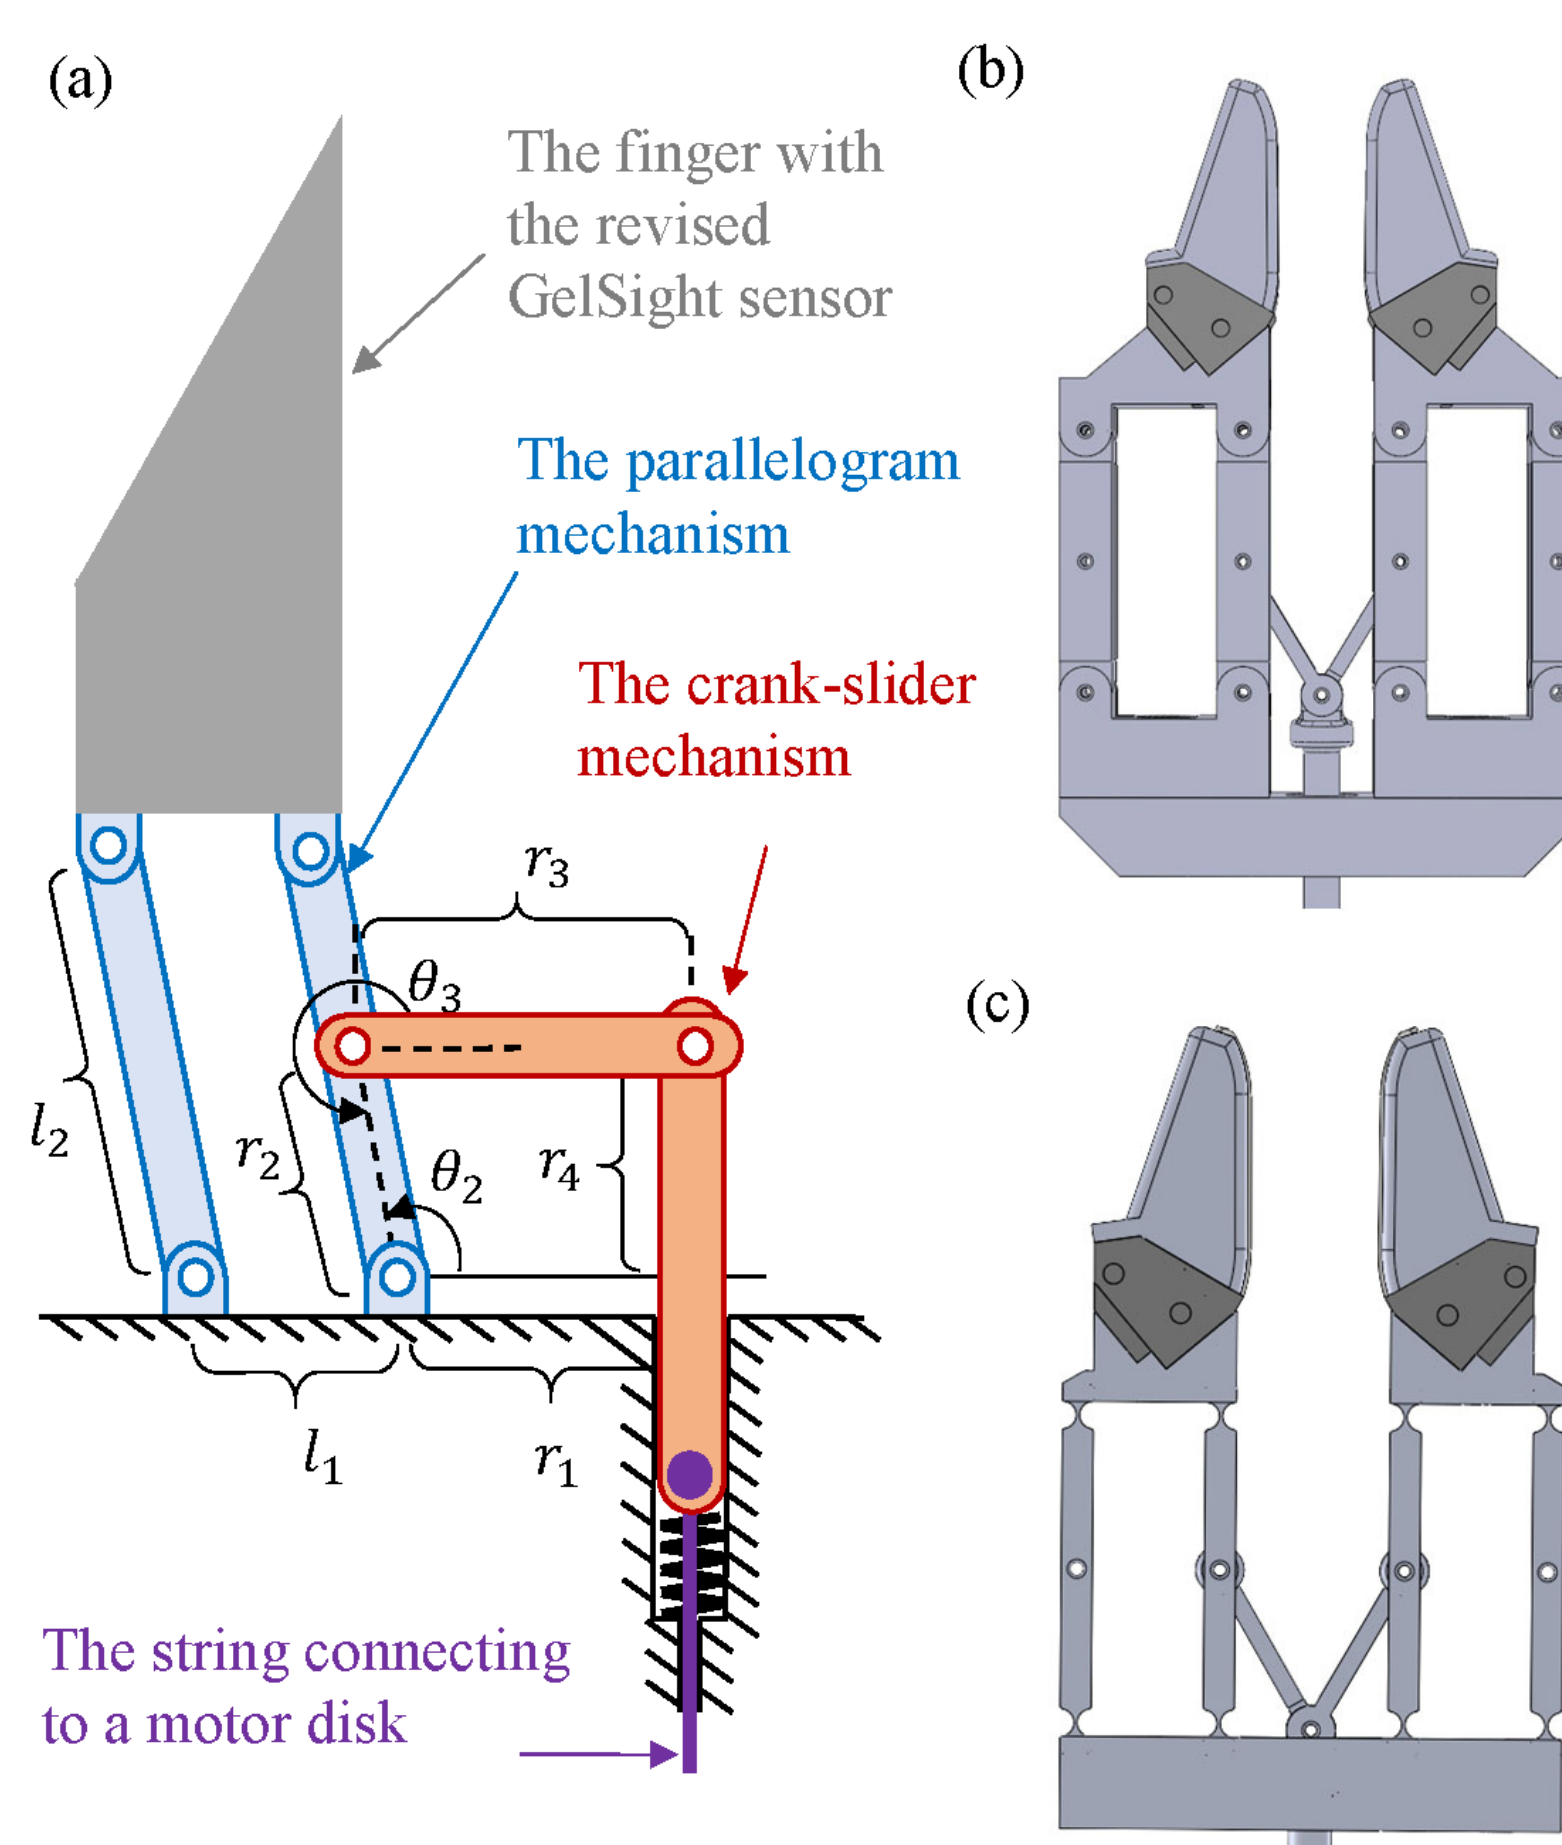 (a)
The finger with
the revised
GelSight sensor
The parallelogram
mechanism
The crank-slider
mechanism
r₃
θ₃
l₂
r₂
θ₂
r₄
l₁
r₁
The string connecting
to a motor disk
(b)
(c)